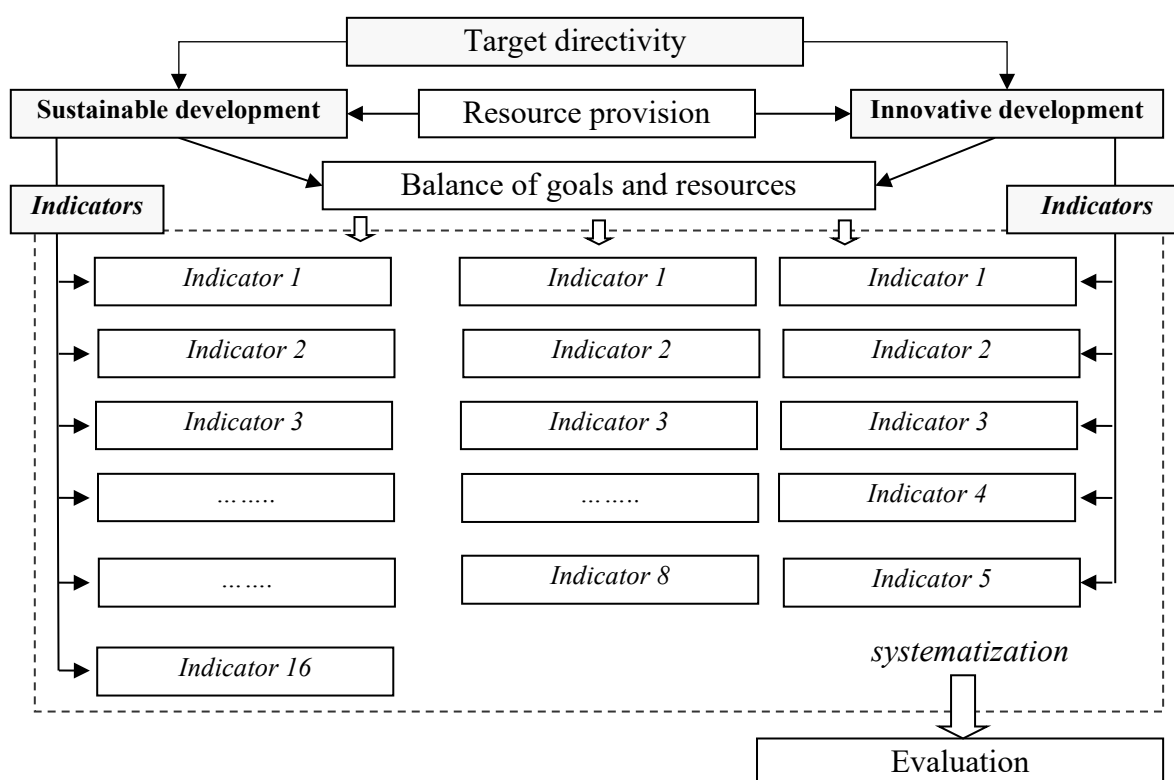 Target directivity
Sustainable development
Resource provision
Innovative development
Balance of goals and resources
Indicators
Indicators
Indicator 1
Indicator 1
Indicator 1
Indicator 2
Indicator 2
Indicator 2
Indicator 3
Indicator 3
Indicator 3
……..
……..
Indicator 4
…….
Indicator 8
Indicator 5
Indicator 16
systematization
Evaluation